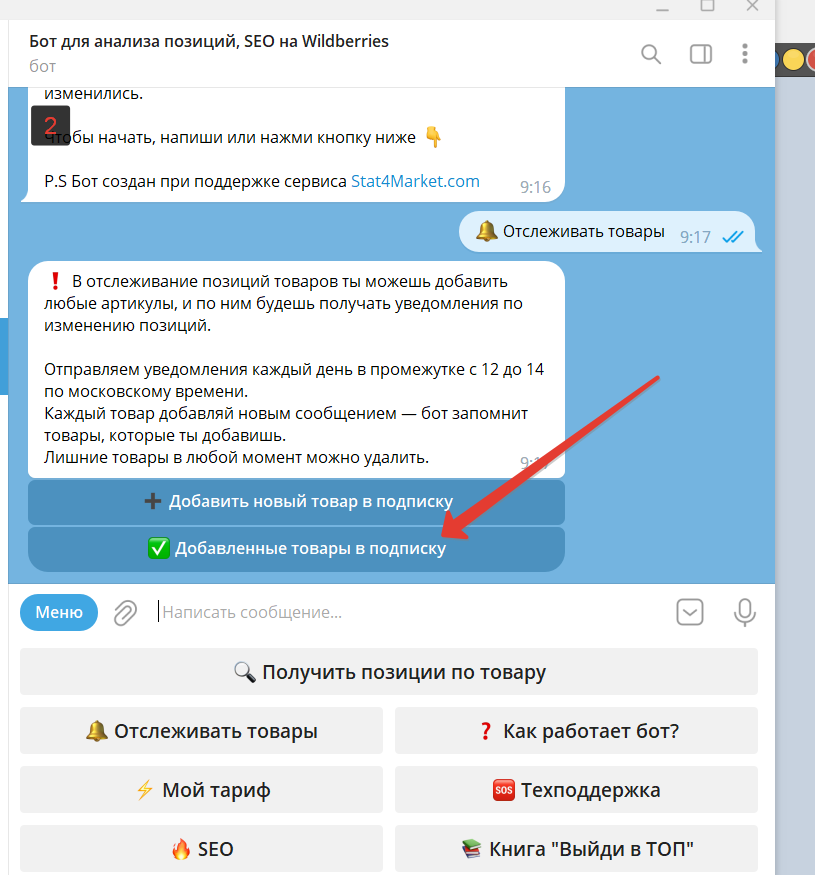 Бот для анализа позиций, SEO на Wildberries
бот
изменились.
2
Чтобы начать, напиши или нажми кнопку ниже 👇
P.S Бот создан при поддержке сервиса Stat4Market.com
9:16
🔔 Отслеживать товары 9:17
❗ В отслеживание позиций товаров ты можешь добавить
любые артикулы, и по ним будешь получать уведомления по
изменению позиций.
Отправляем уведомления каждый день в промежутке с 12 до 14
по московскому времени.
Каждый товар добавляй новым сообщением — бот запомнит
товары, которые ты добавишь.
Лишние товары в любой момент можно удалить.
➕ Добавить новый товар в подписку
✅ Добавленные товары в подписку
Меню
Написать сообщение...
🔍 Получить позиции по товару
🔔 Отслеживать товары
❓ Как работает бот?
⚡ Мой тариф
🆘 Техподдержка
🔥 SEO
📚 Книга "Выйди в ТОП"